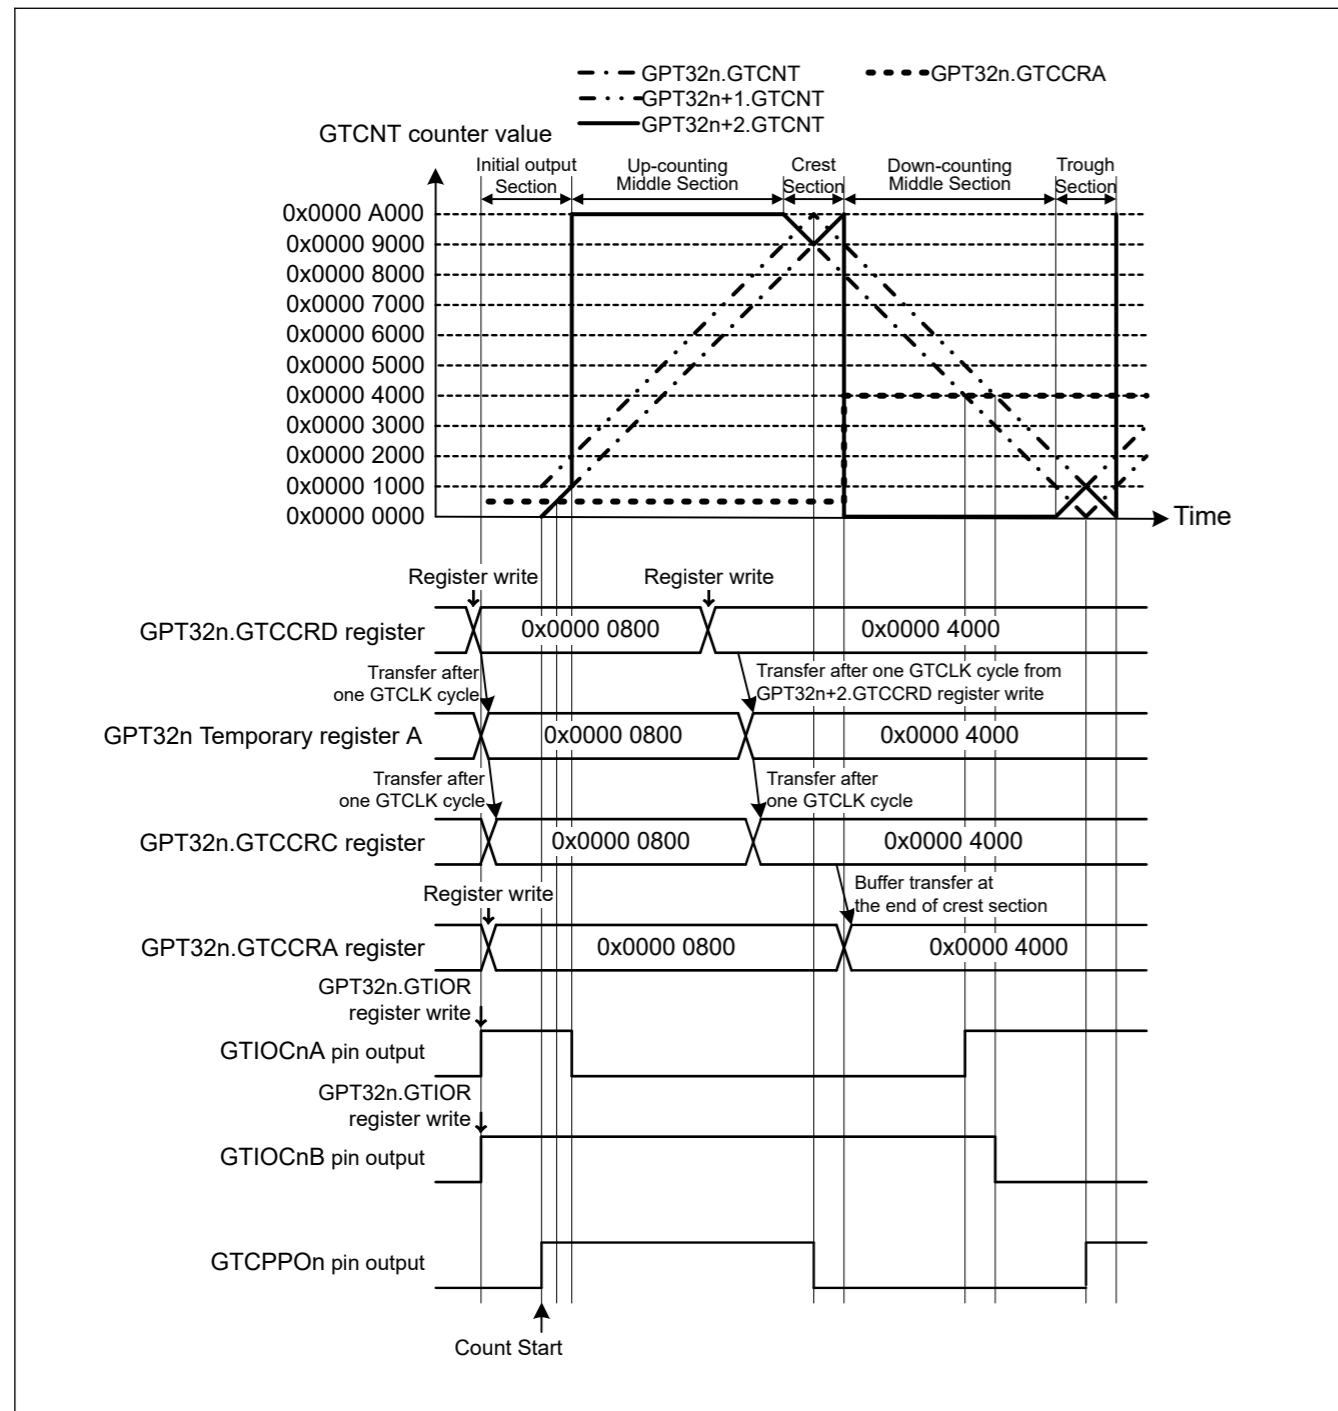 GPT32n.GTCNT
GPT32n.GTCCRA
GPT32n+1.GTCNT
GPT32n+2.GTCNT
GTCNT counter value
Initial output
Section
Up-counting
Middle Section
Crest
Section
Down-counting
Middle Section
Trough
Section
0x0000 A000
0x0000 9000
0x0000 8000
0x0000 7000
0x0000 6000
0x0000 5000
0x0000 4000
0x0000 3000
0x0000 2000
0x0000 1000
0x0000 0000
Time
Register write
Register write
GPT32n.GTCCRD register
0x0000 0800
0x0000 4000
Transfer after
one GTCLK cycle
Transfer after one GTCLK cycle from
GPT32n+2.GTCCRD register write
GPT32n Temporary register A
0x0000 0800
0x0000 4000
Transfer after
one GTCLK cycle
Transfer after
one GTCLK cycle
GPT32n.GTCCRC register
0x0000 0800
0x0000 4000
Register write
Buffer transfer at
the end of crest section
GPT32n.GTCCRA register
0x0000 0800
0x0000 4000
GPT32n.GTIOR
register write
GTIOCnA pin output
GPT32n.GTIOR
register write
GTIOCnB pin output
GTCPPOn pin output
Count Start